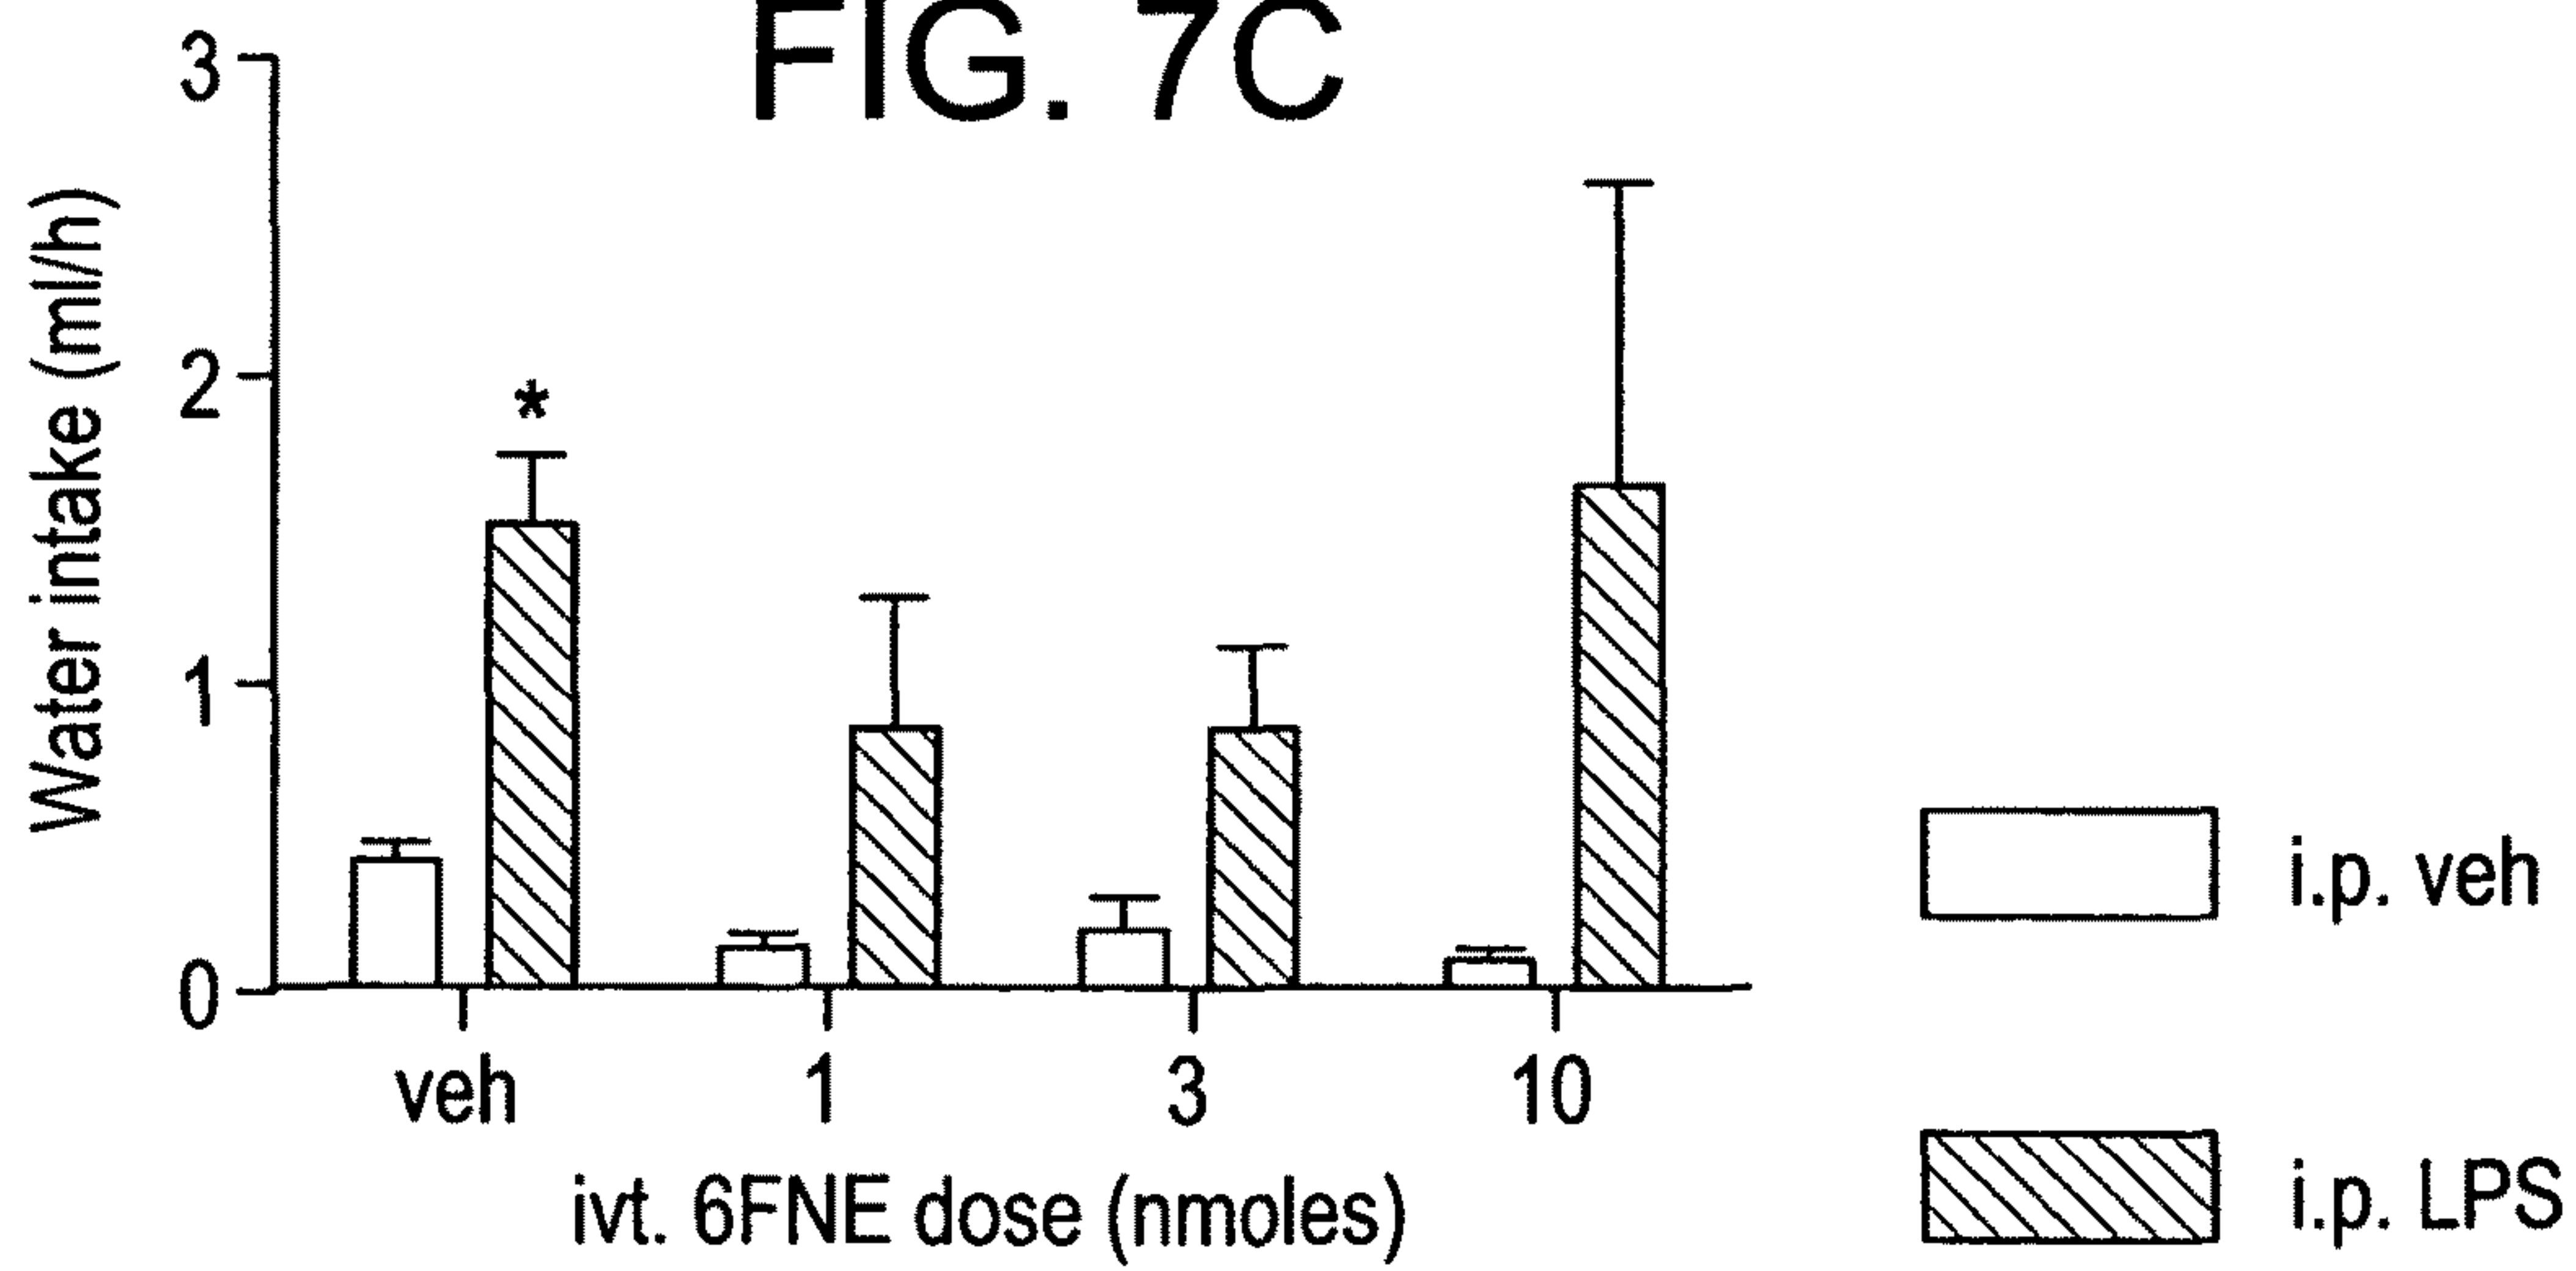 FIG. 7C
Water intake (ml/h)
3
2
1
0
*
veh 1 3 10
ivt. 6FNE dose (nmoles)
i.p. veh
i.p. LPS